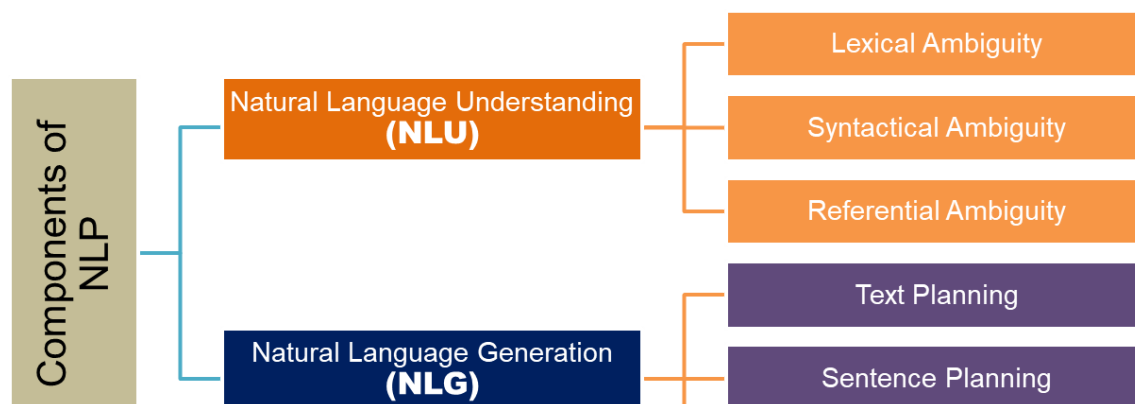 Components of
NLP
Natural Language Understanding
(NLU)
Lexical Ambiguity
Syntactical Ambiguity
Referential Ambiguity
Natural Language Generation
(NLG)
Text Planning
Sentence Planning